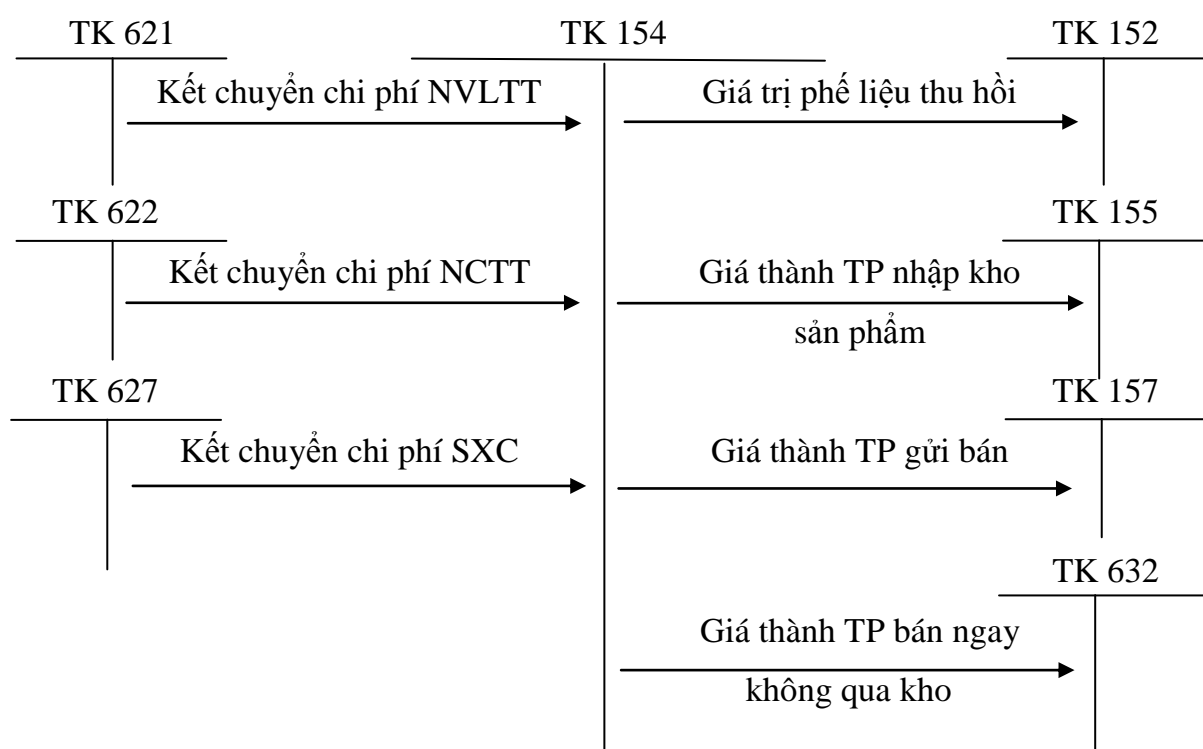 TK 621
TK 154
TK 152
Kết chuyển chi phí NVLTT
Giá trị phế liệu thu hồi
TK 622
TK 155
Kết chuyển chi phí NCTT
Giá thành TP nhập kho
sản phẩm
TK 627
TK 157
Kết chuyển chi phí SXC
Giá thành TP gửi bán
TK 632
Giá thành TP bán ngay
không qua kho